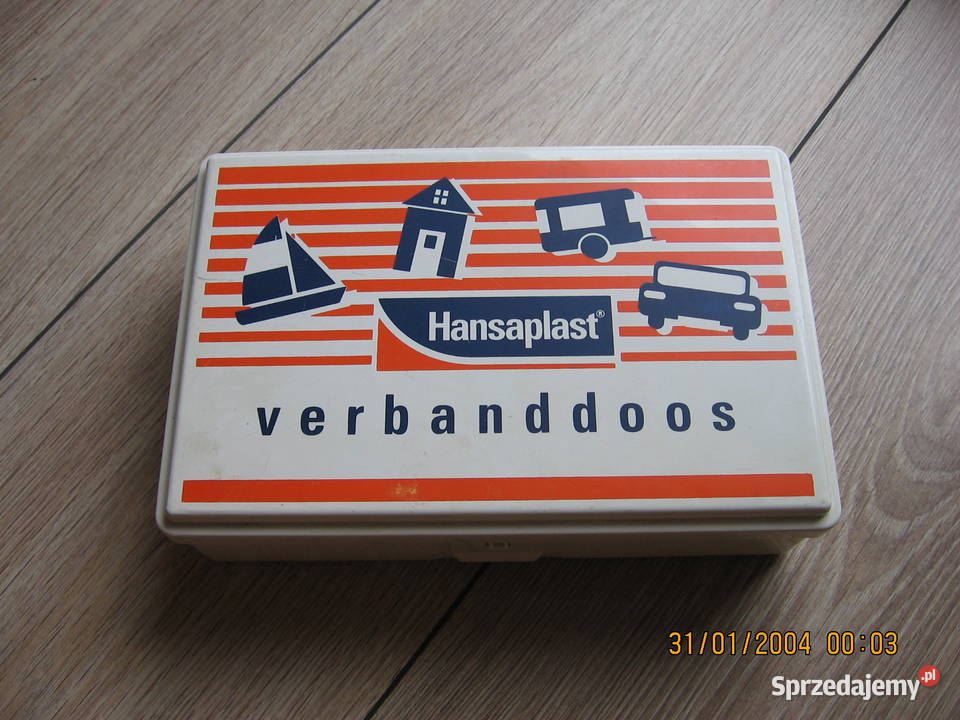 Hansaplast®
verbanddoos
31/01/2004 00:03
Sprzedajemy.pl